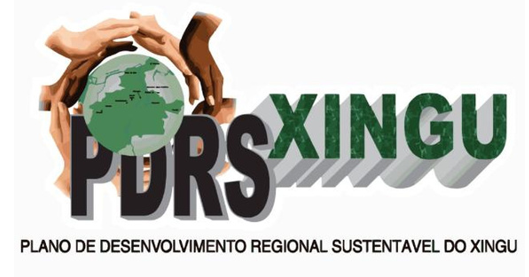 PDRS XINGU
PLANO DE DESENVOLVIMENTO REGIONAL SUSTENTAVEL DO XINGU